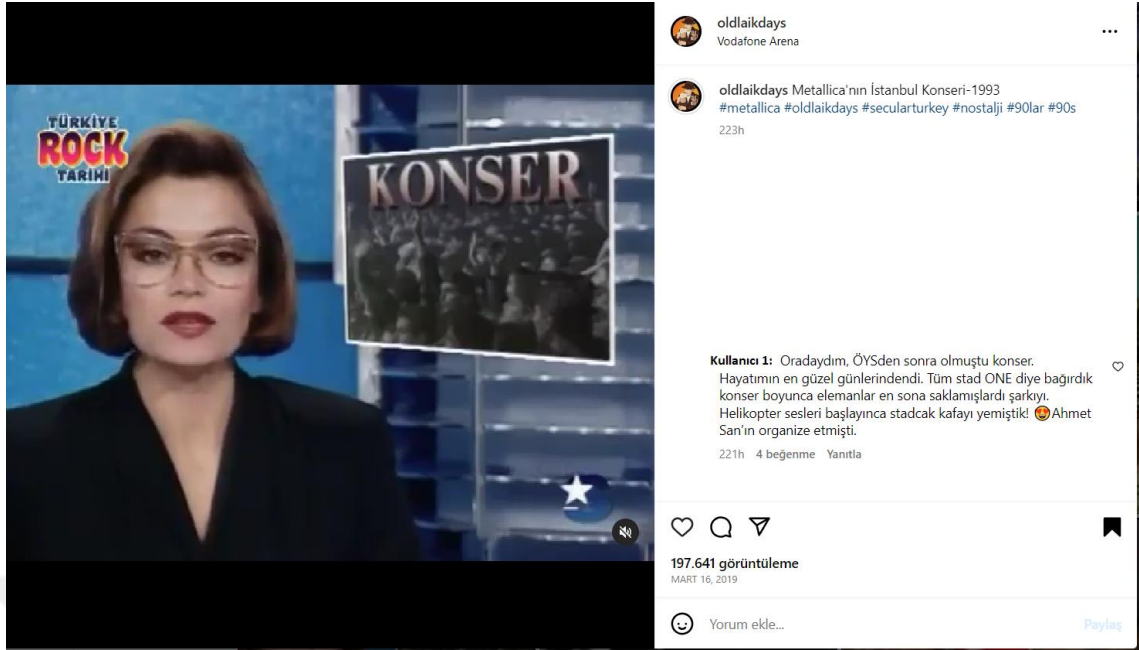 TÜRKİYE
ROCK
TARİHİ
KONSER
oldlaikdays
Vodafone Arena
oldlaikdays Metallica'nın İstanbul Konseri-1993
#metallica #oldlaikdays #secularturkey #nostalji #90lar #90s
223h
Kullanıcı 1: Oradaydım, ÖYSden sonra olmuştu konser.
Hayatımın en güzel günlerindendi. Tüm stad ONE diye bağırdık
konser boyunca elemanlar en sona saklamışlardı şarkıyı.
Helikopter sesleri başlayınca stadcak kafayı yemiştik! 😍Ahmet
San'ın organize etmişti.
221h 4 beğenme Yanıtla
197.641 görüntüleme
MART 16, 2019
Yorum ekle...
Paylaş